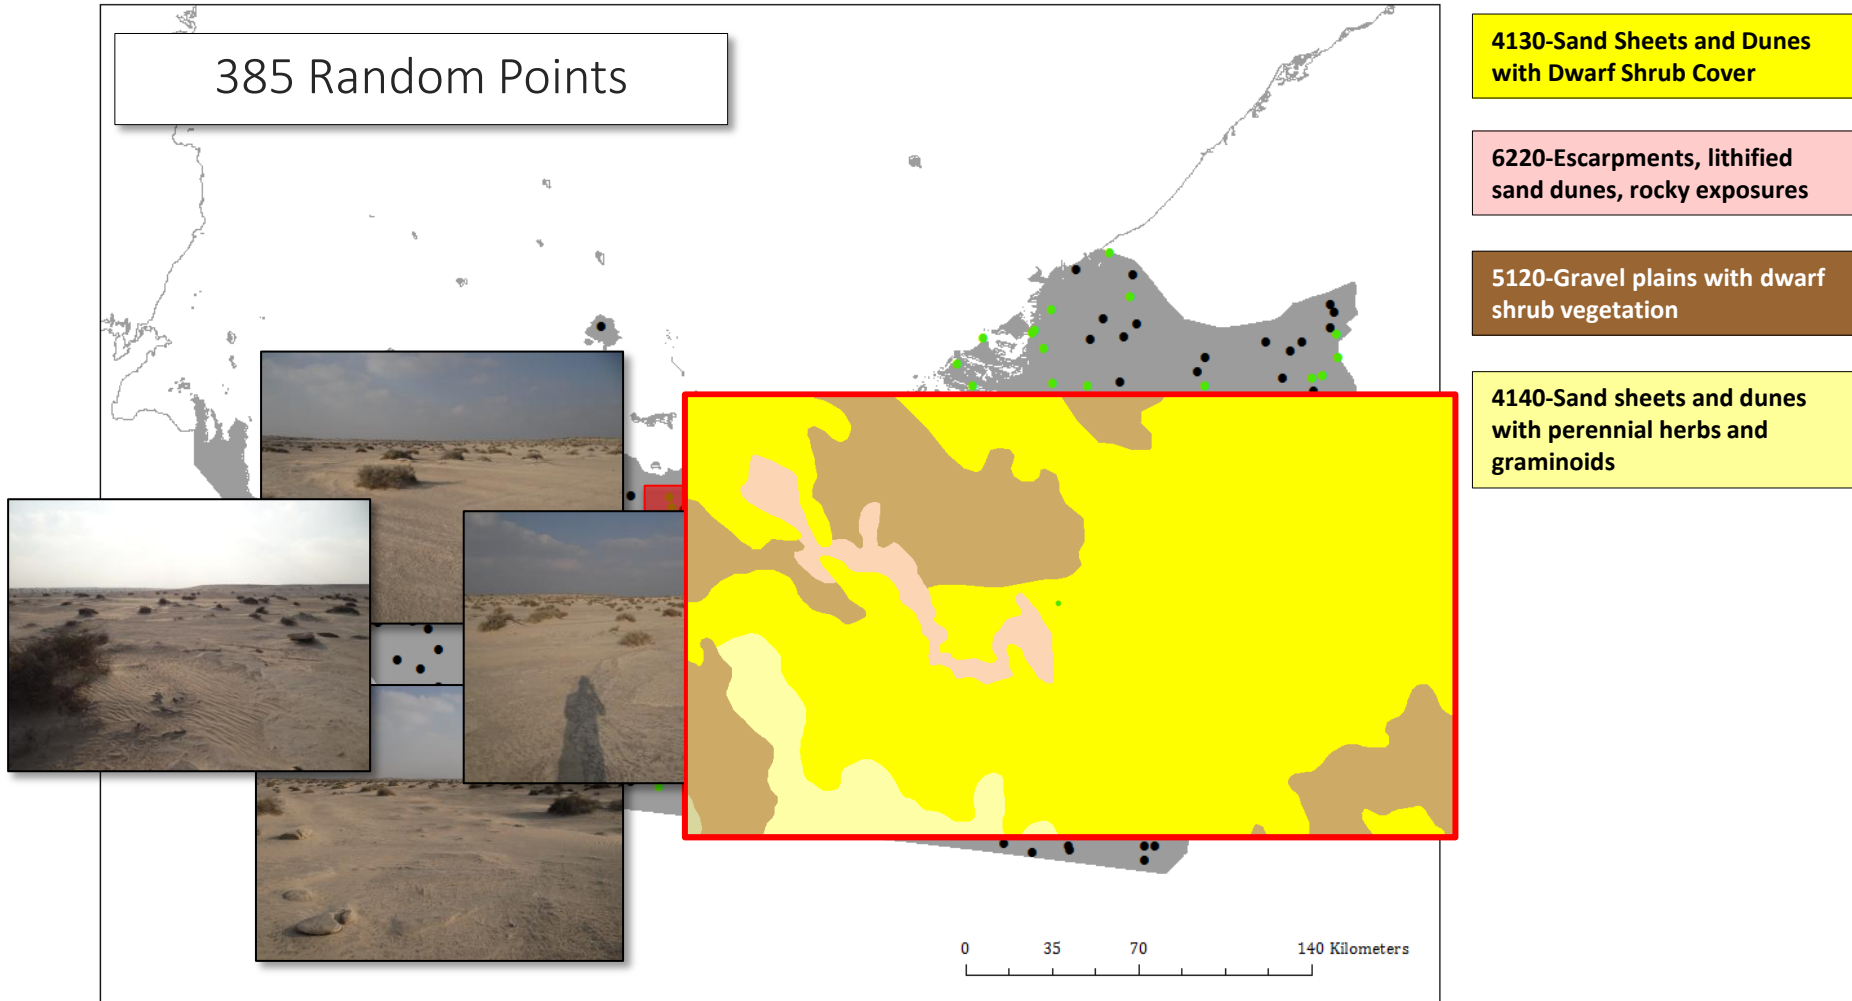 385 Random Points
4130-Sand Sheets and Dunes
with Dwarf Shrub Cover
6220-Escarpments, lithified
sand dunes, rocky exposures
5120-Gravel plains with dwarf
shrub vegetation
4140-Sand sheets and dunes
with perennial herbs and
graminoids
0 35 70 140 Kilometers